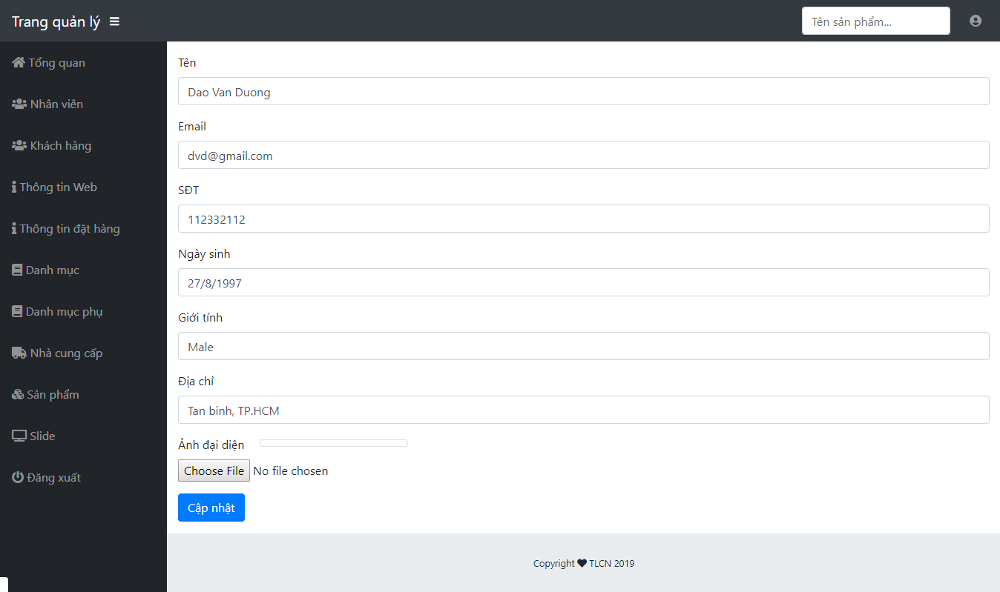 Trang quản lý
Tên sản phẩm...
Tổng quan
Nhân viên
Khách hàng
Thông tin Web
Thông tin đặt hàng
Danh mục
Danh mục phụ
Nhà cung cấp
Sản phẩm
Slide
Đăng xuất
Tên
Dao Van Duong
Email
dvd@gmail.com
SĐT
112332112
Ngày sinh
27/8/1997
Giới tính
Male
Địa chỉ
Tan binh, TP.HCM
Ảnh đại diện
Choose File No file chosen
Cập nhật
Copyright ♥ TLCN 2019